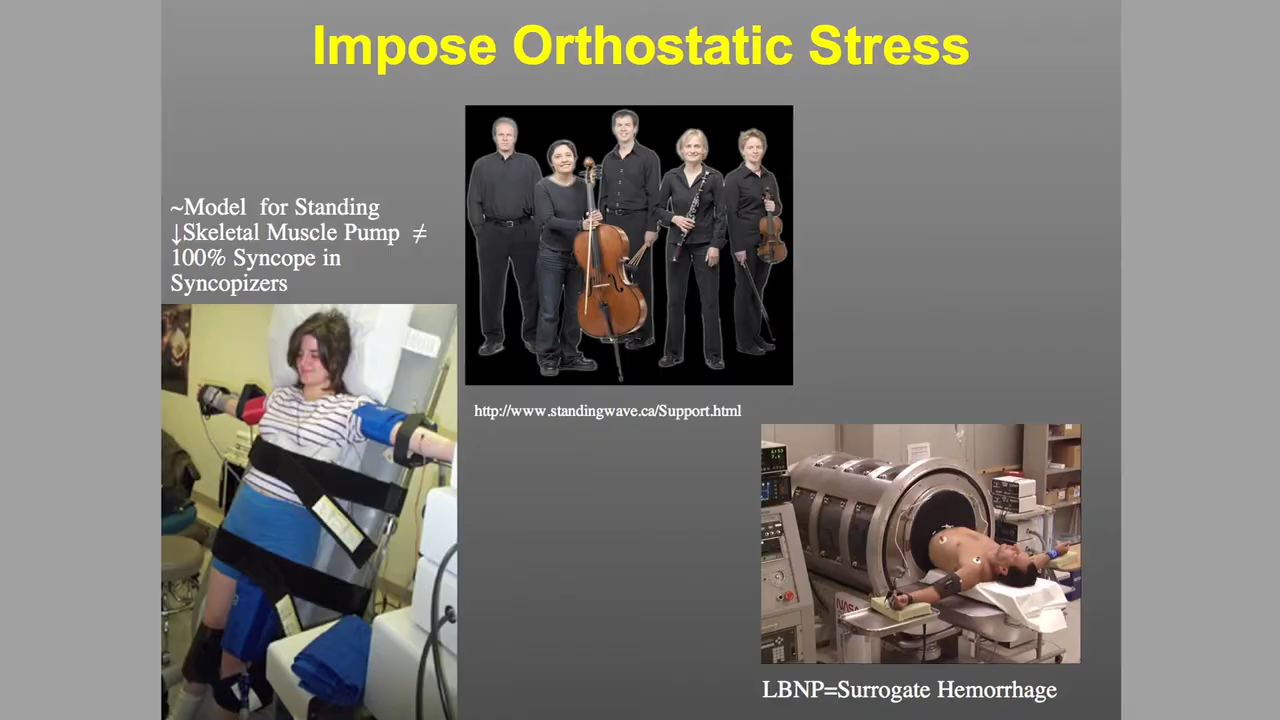 Impose Orthostatic Stress
~Model for Standing
↓Skeletal Muscle Pump ≠
100% Syncope in
Syncopizers
http://www.standingwave.ca/Support.html
NASA
LBNP=Surrogate Hemorrhage